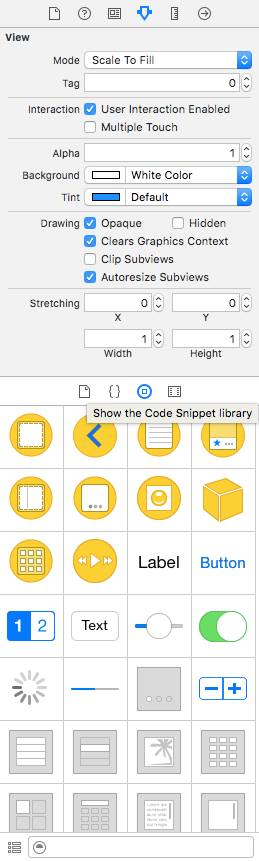 View
Mode Scale To Fill
Tag 0
Interaction User Interaction Enabled
Multiple Touch
Alpha 1
Background White Color
Tint Default
Drawing Opaque Hidden
Clears Graphics Context
Clip Subviews
Autoresize Subviews
Stretching 0 0
X Y
1 1
Width Height
{}
Show the Code Snippet library
Label Button
1 2 Text